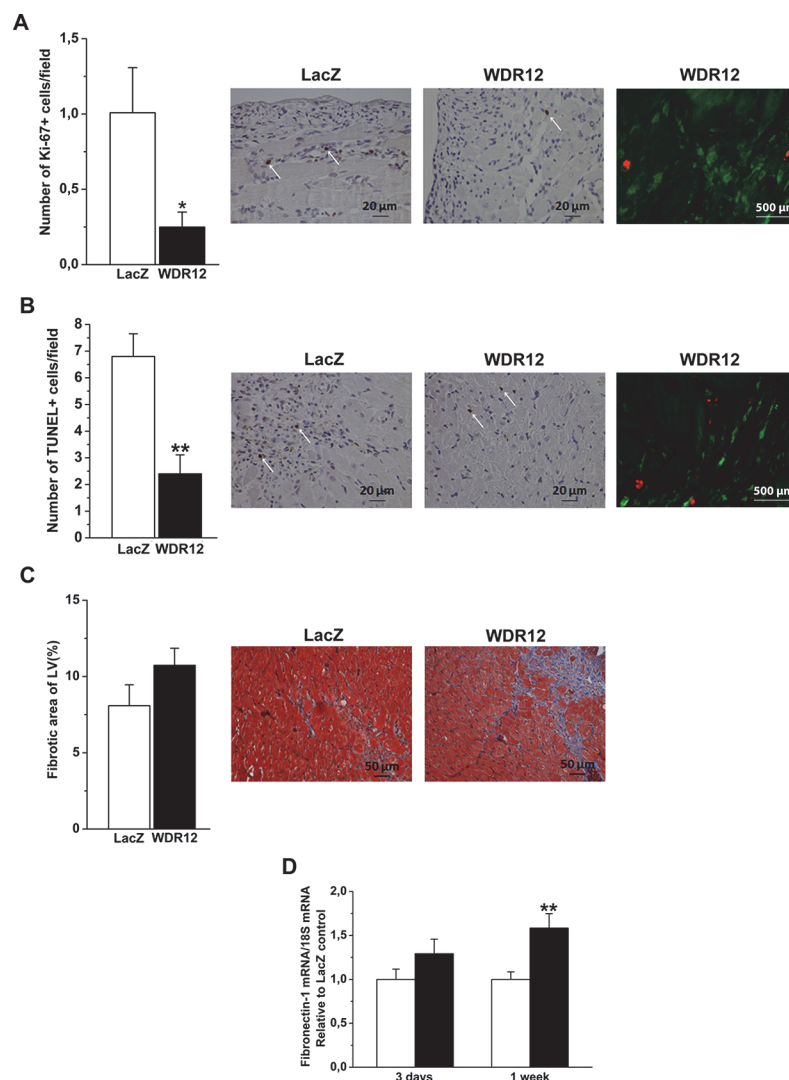 A
Number of Ki-67+ cells/field
1,5
1,0
0,5
0,0
LacZ WDR12
*
LacZ
20 µm
WDR12
20 µm
WDR12
500 µm
B
Number of TUNEL+ cells/field
8
7
6
5
4
3
2
1
0
LacZ WDR12
**
LacZ
20 µm
WDR12
20 µm
WDR12
500 µm
C
Fibrotic area of LV(%)
15
10
5
0
LacZ WDR12
LacZ
50 µm
WDR12
50 µm
D
Fibronectin-1 mRNA/18S mRNA
Relative to LacZ control
2,0
1,5
1,0
0,5
0,0
**
3 days 1 week